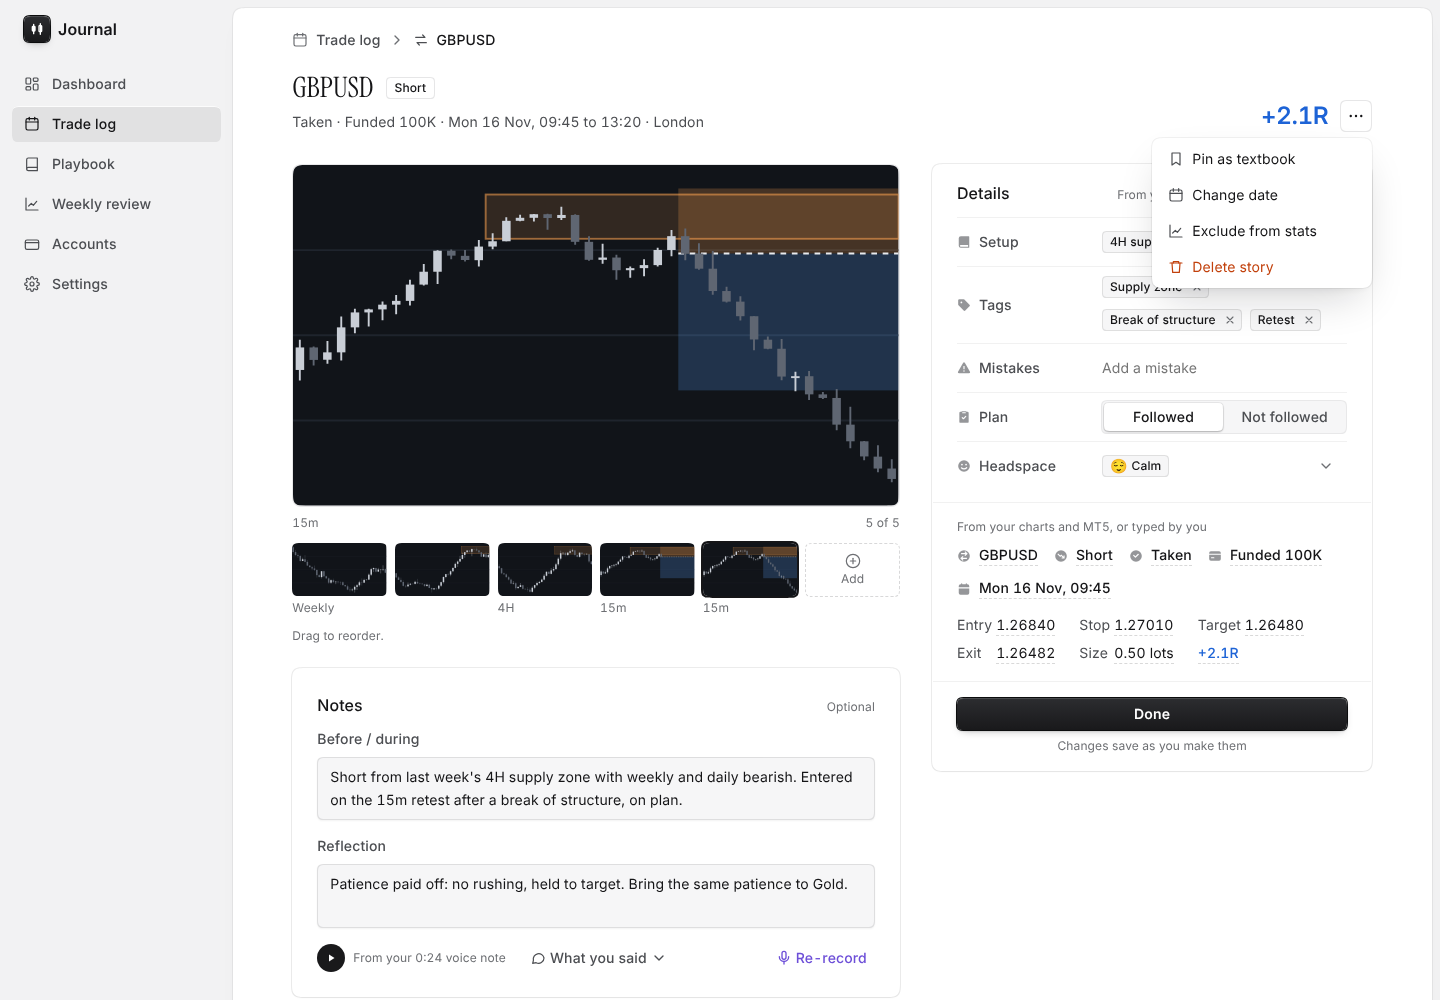 Journal
Dashboard
Trade log
Playbook
Weekly review
Accounts
Settings
Trade log > GBPUSD
GBPUSD Short
Taken · Funded 100K · Mon 16 Nov, 09:45 to 13:20 · London
+2.1R
Pin as textbook
Change date
Exclude from stats
Delete story
15m 5 of 5
Weekly
4H
15m
15m
Add
Drag to reorder.
Notes Optional
Before / during
Short from last week's 4H supply zone with weekly and daily bearish. Entered
on the 15m retest after a break of structure, on plan.
Reflection
Patience paid off: no rushing, held to target. Bring the same patience to Gold.
From your 0:24 voice note What you said Re-record
Details From
Setup 4H sup
Tags Supply zone
Break of structure Retest
Mistakes Add a mistake
Plan Followed Not followed
Headspace 😌 Calm
From your charts and MT5, or typed by you
GBPUSD Short Taken Funded 100K
Mon 16 Nov, 09:45
Entry 1.26840 Stop 1.27010 Target 1.26480
Exit 1.26482 Size 0.50 lots +2.1R
Done
Changes save as you make them